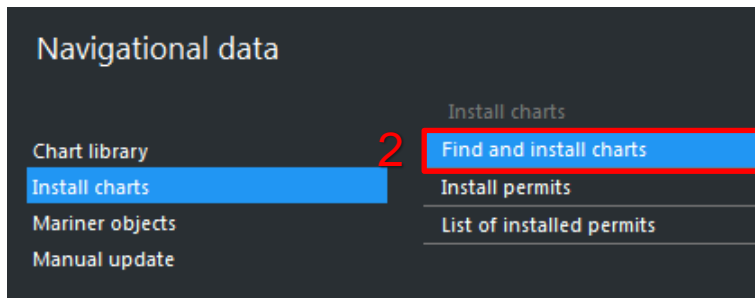 Navigational data
Install charts
Chart library
2
Find and install charts
Install charts
Install permits
Mariner objects
List of installed permits
Manual update